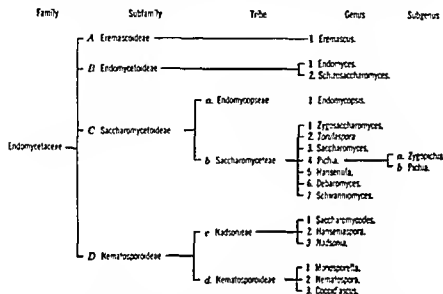 Family Subfamily Tribe Genus Subgenus
A Eremascoideae 1 Eremascus.
B Endomycetoideae 1 Endomyces.
2. Schizosaccharomyces.
a. Endomycopseae 1 Endomycopsis.
1 Zygosaccharomyces.
2. Torulaspora
C Saccharomycetoideae 3. Saccharomyces.
a. Zygopichia
Endomycetaceae b Saccharomyceteae 4 Pichia.
b Pichia.
5 Hansenula.
6 Debaromyces.
7 Schwanniomyces.
1 Saccharomycodes.
c Nadsonieae 2 Hanseniaspora.
3 Nadsonia.
D Nematosporoideae
1 Monosporella.
d. Nematosporoideae 2 Nematospora.
3 Coccidiascus.